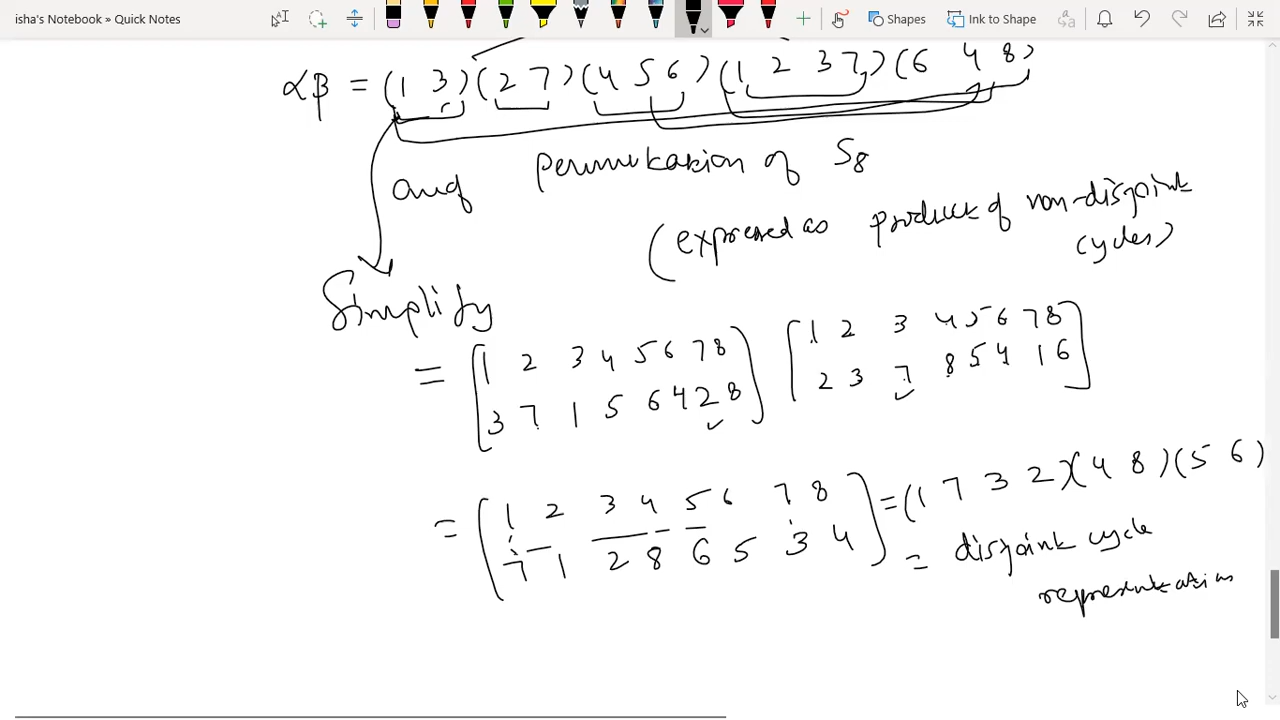 isha's Notebook » Quick Notes
Shapes Ink to Shape
αβ = (1 3)(2 7)(4 5 6)(1 2 3 7)(6 4 8)
permutation of S8
(expressed as product of non-disjoint
cycles)
Simplify
= [1 2 3 4 5 6 7 8 [1 2 3 4 5 6 7 8
3 7 1 5 6 4 2 8] 2 3 7 8 5 4 1 6]
= (1 2 3 4 5 6 7 8 = (1 7 3 2)(4 8)(5 6)
7 1 2 8 6 5 3 4) = disjoint cycle
representation